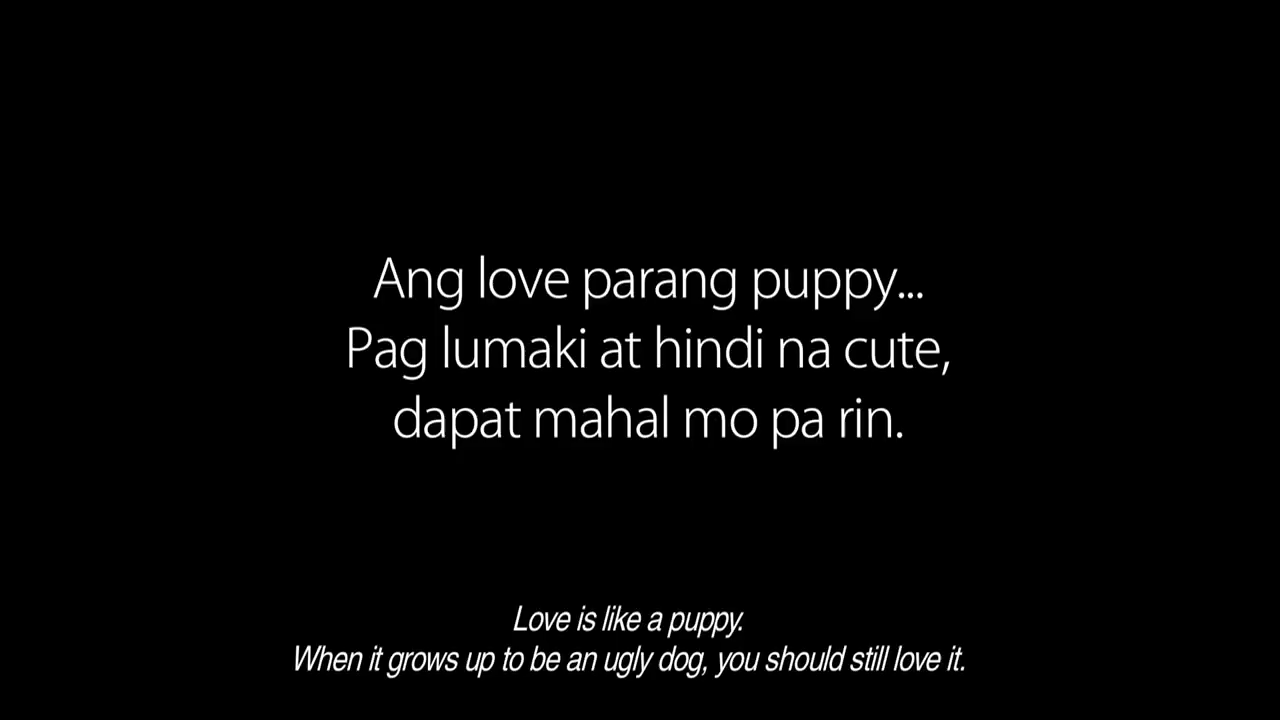 Ang love parang puppy...
Pag lumaki at hindi na cute,
dapat mahal mo pa rin.
Love is like a puppy.
When it grows up to be an ugly dog, you should still love it.